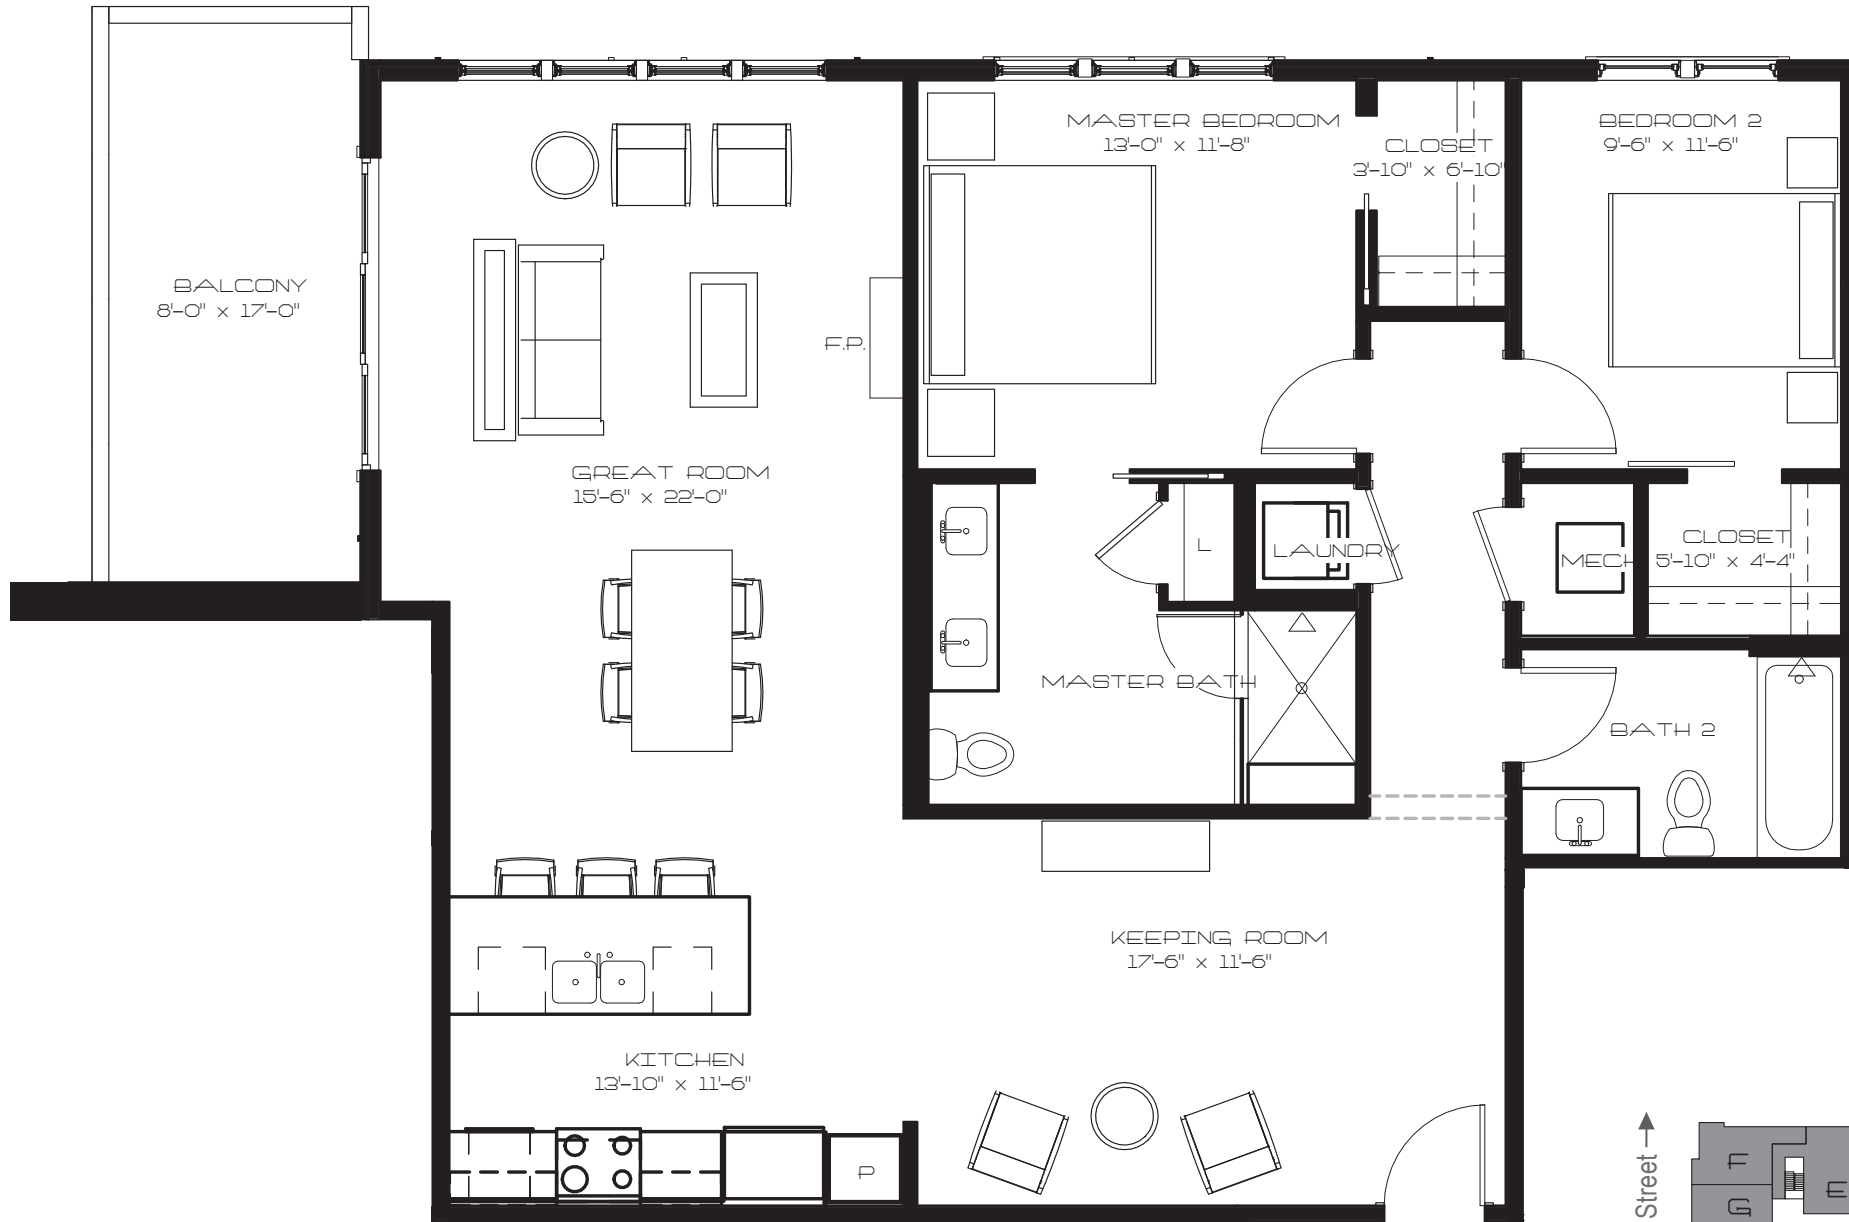 MASTER BEDROOM
13'-0" x 11'-8"
CLOSET
3'-10" x 6'-10"
BEDROOM 2
9'-6" x 11'-6"
BALCONY
8'-0" x 17'-0"
F.P.
GREAT ROOM
15'-6" x 22'-0"
L
LAUNDRY
MECH
CLOSET
5'-10" x 4'-4"
MASTER BATH
BATH 2
KEEPING ROOM
17'-6" x 11'-6"
KITCHEN
13'-10" x 11'-6"
P
Street
F
E
G